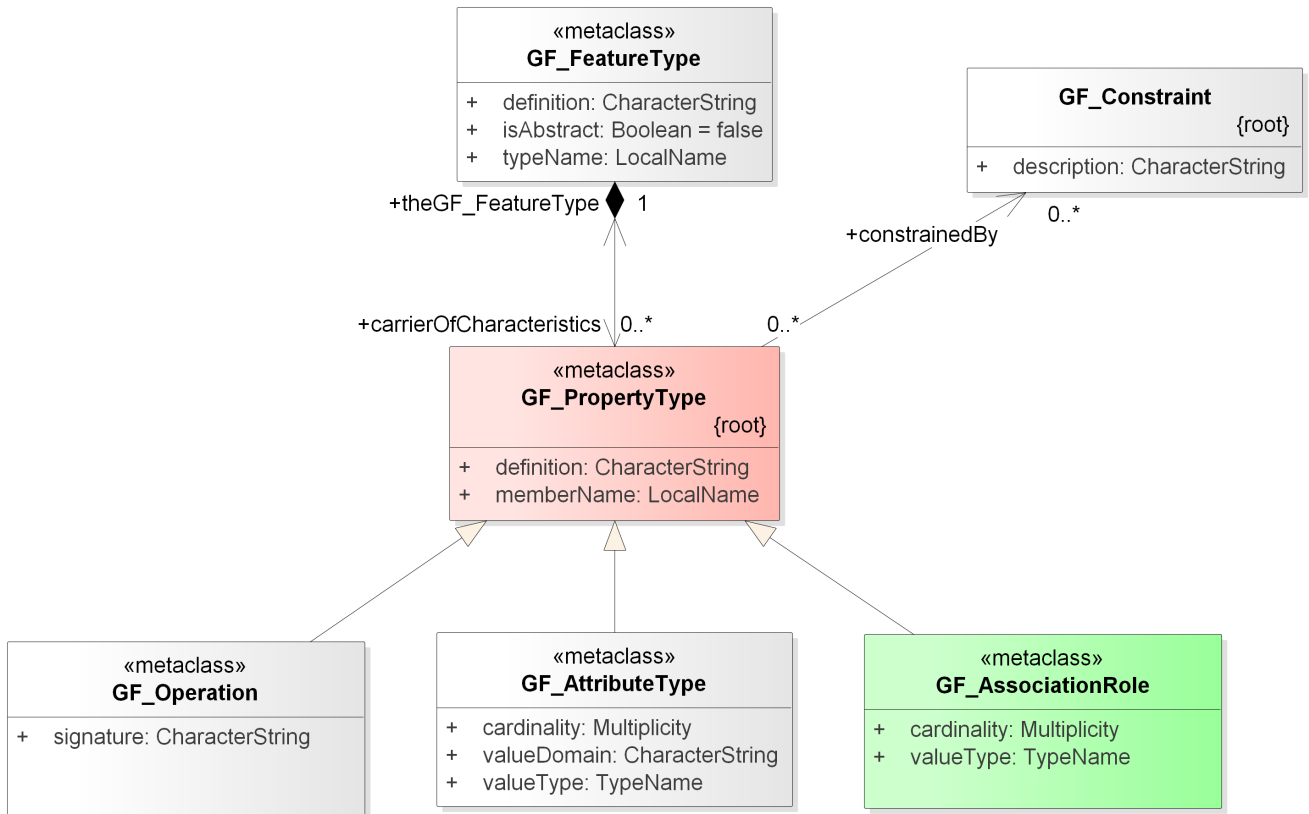 «metaclass»
GF_FeatureType
+ definition: CharacterString
+ isAbstract: Boolean = false
+ typeName: LocalName
GF_Constraint
{root}
+ description: CharacterString
+theGF_FeatureType 1
0..*
+constrainedBy
+carrierOfCharacteristics 0..*
0..*
«metaclass»
GF_PropertyType
{root}
+ definition: CharacterString
+ memberName: LocalName
«metaclass»
GF_Operation
+ signature: CharacterString
«metaclass»
GF_AttributeType
+ cardinality: Multiplicity
+ valueDomain: CharacterString
+ valueType: TypeName
«metaclass»
GF_AssociationRole
+ cardinality: Multiplicity
+ valueType: TypeName